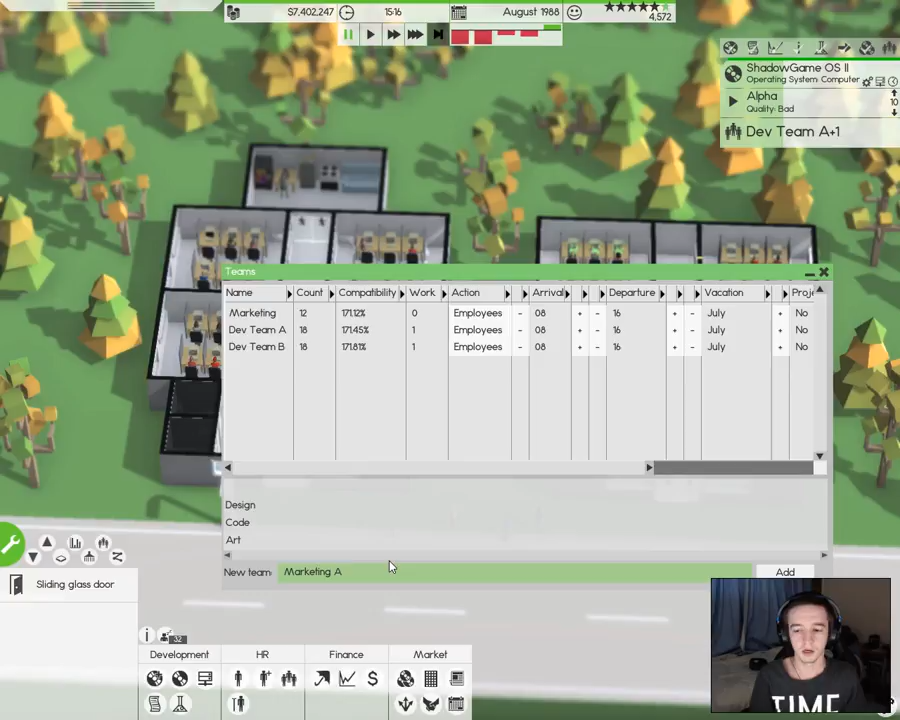 $7,402,247
15:16
August 1988
4,572
ShadowGame OS II
Operating System: Computer
Alpha
Quality: Bad
10
Dev Team A+1
Teams
Name Count Compatibility Work Action Arrival Departure Vacation Proje
Marketing 12 171.12% 0 Employees - 08 + - 16 + - July + No
Dev Team A 18 171.45% 1 Employees - 08 + - 16 + - July + No
Dev Team B 18 171.81% 1 Employees - 08 + - 16 + - July + No
Design
Code
Art
New team Marketing A Add
Sliding glass door
32
Development HR Finance Market
TIME